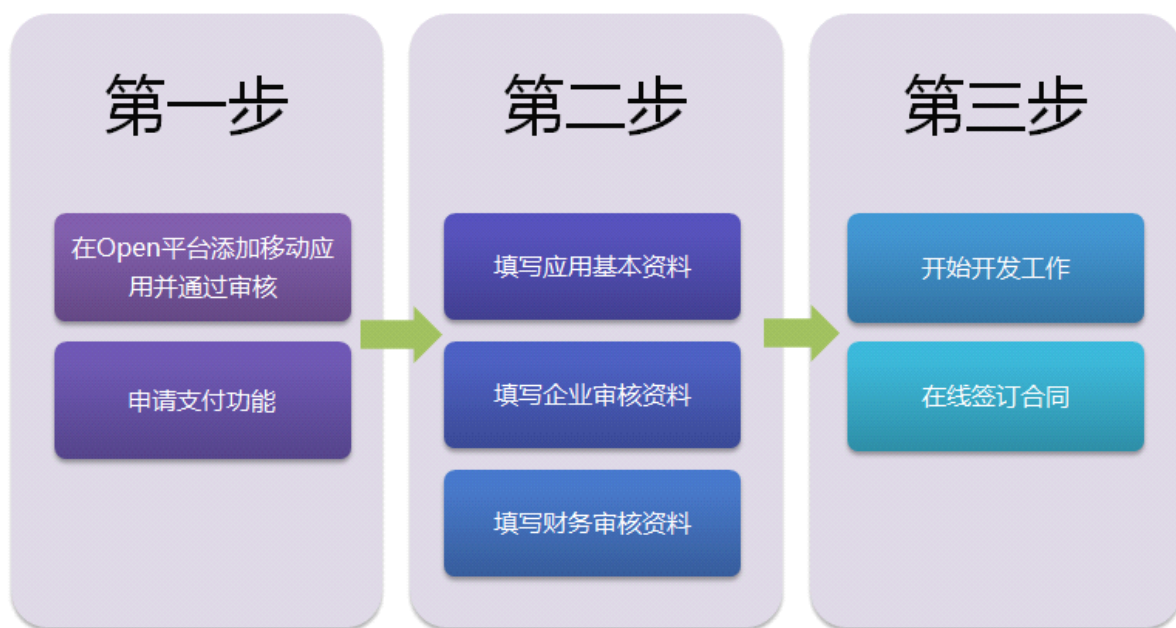 第一步
在Open平台添加移动应
用并通过审核
申请支付功能
第二步
填写应用基本资料
填写企业审核资料
填写财务审核资料
第三步
开始开发工作
在线签订合同